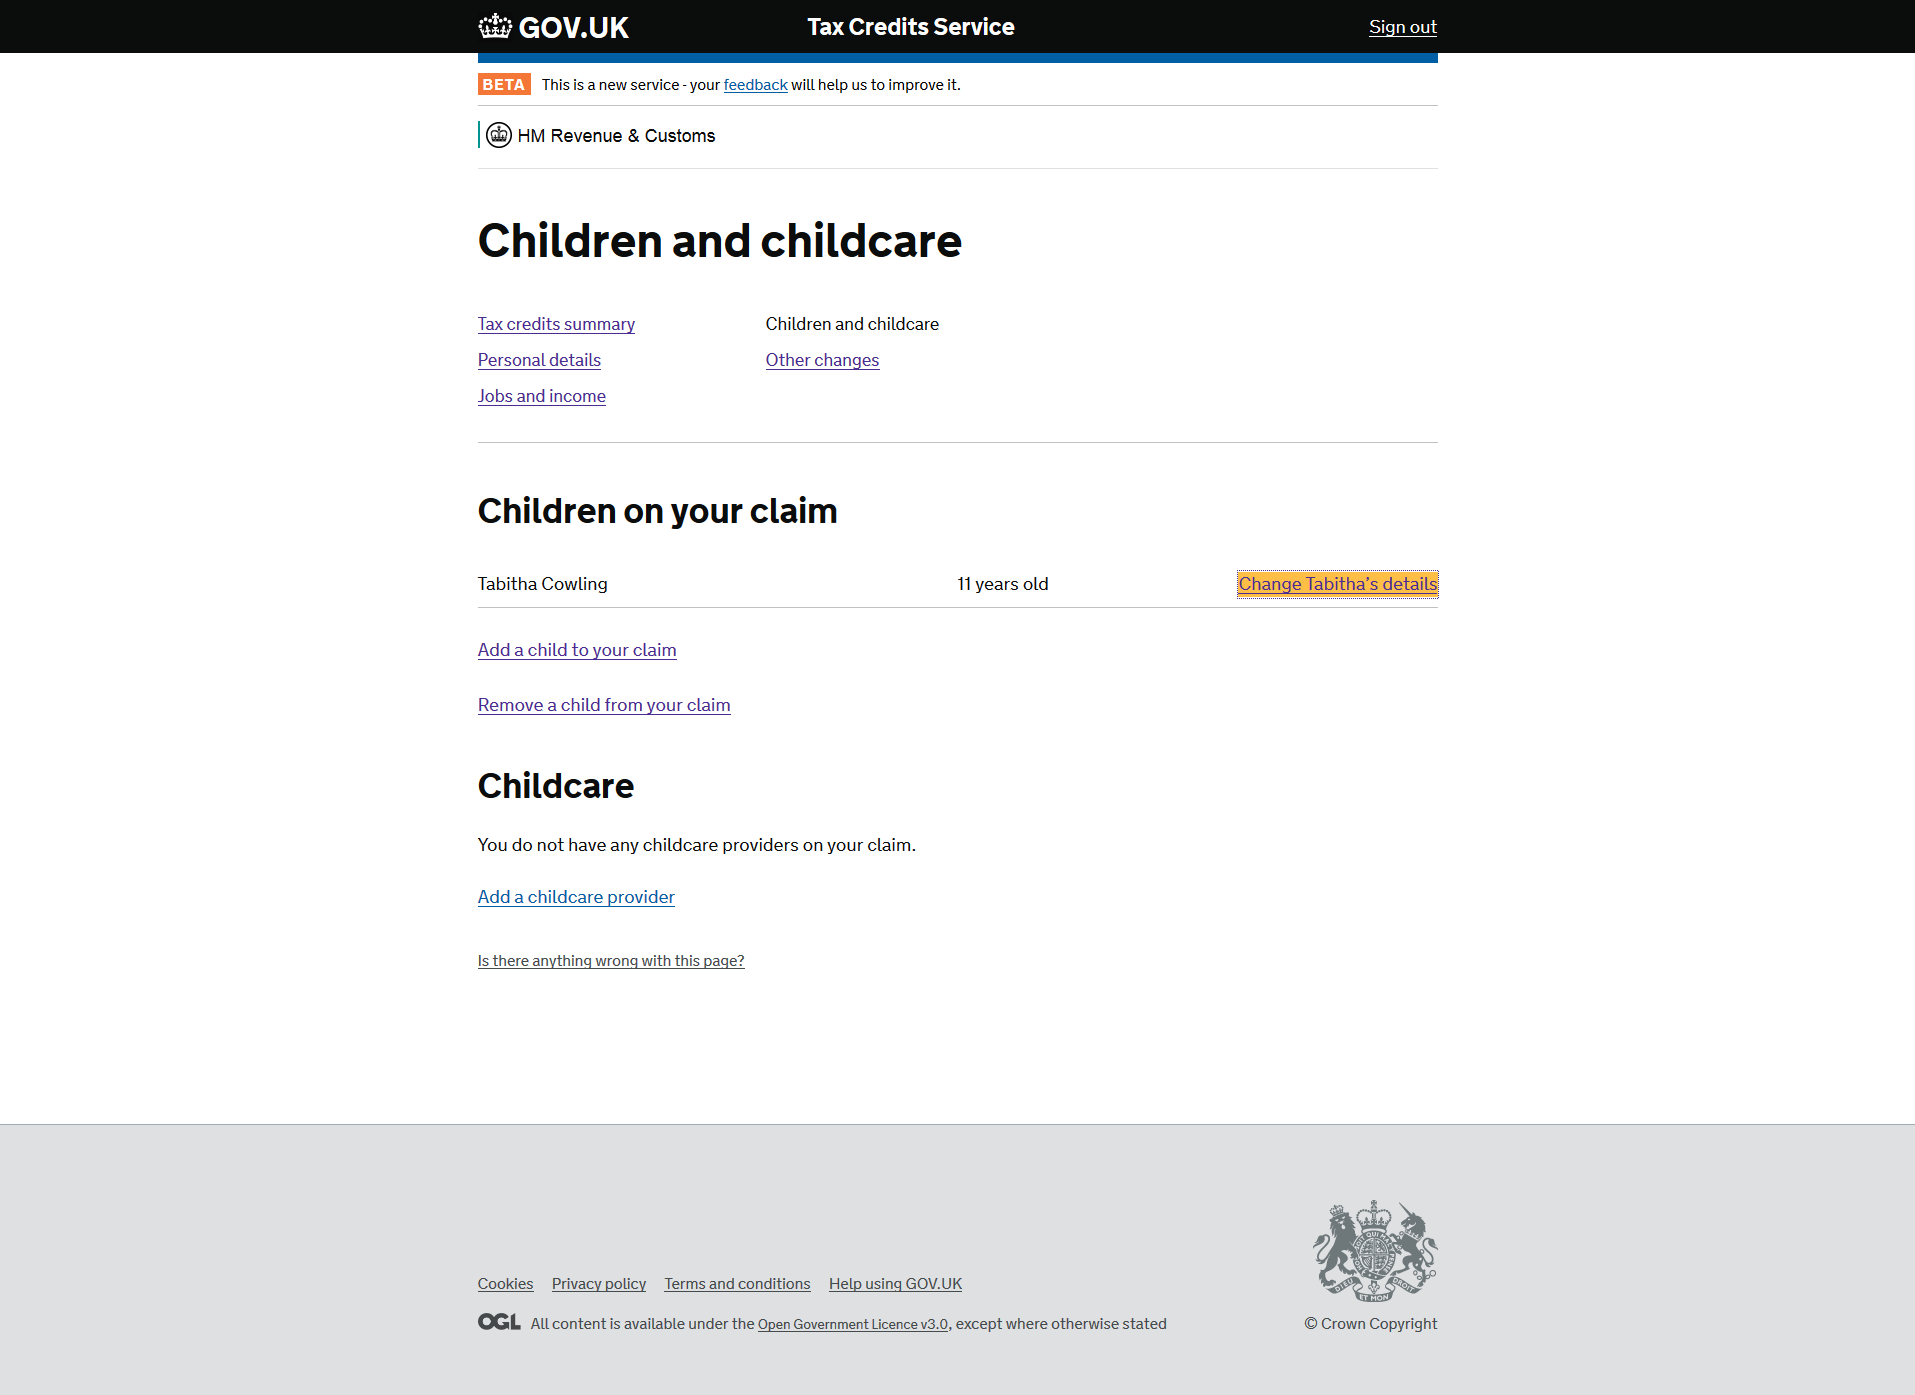 GOV.UK Tax Credits Service Sign out
BETA This is a new service - your feedback will help us to improve it.
HM Revenue & Customs
Children and childcare
Tax credits summary
Personal details
Jobs and income
Children and childcare
Other changes
Children on your claim
Tabitha Cowling 11 years old Change Tabitha’s details
Add a child to your claim
Remove a child from your claim
Childcare
You do not have any childcare providers on your claim.
Add a childcare provider
Is there anything wrong with this page?
Cookies Privacy policy Terms and conditions Help using GOV.UK
OGL All content is available under the Open Government Licence v3.0, except where otherwise stated
DIEU ET MON DROIT
© Crown Copyright